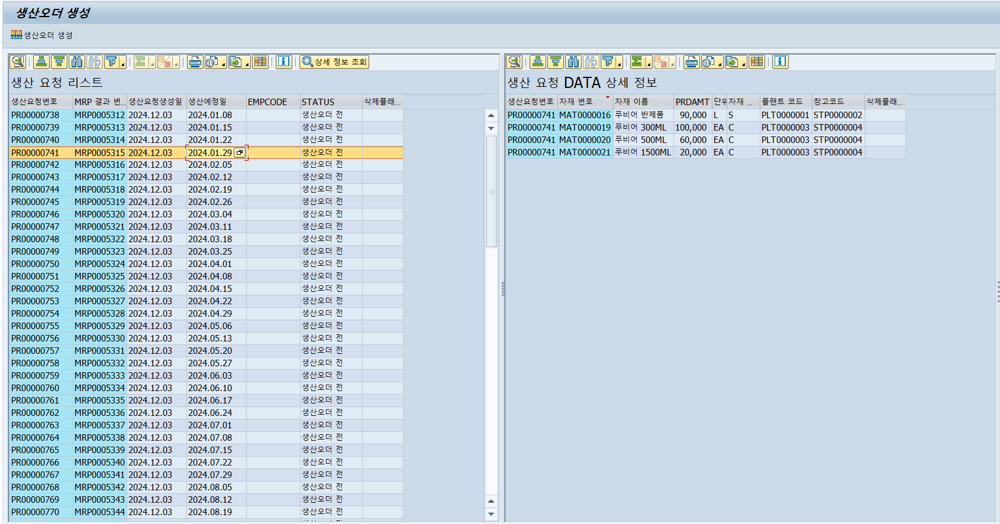 생산오더 생성
생산오더 생성
상세 정보 조회
생산 요청 리스트
생산요청번호 MRP 결과 번... 생산요청생성일 생산예정일 EMPCODE STATUS 삭제플래...
PR00000738 MRP0005312 2024.12.03 2024.01.08 생산오더 전
PR00000739 MRP0005313 2024.12.03 2024.01.15 생산오더 전
PR00000740 MRP0005314 2024.12.03 2024.01.22 생산오더 전
PR00000741 MRP0005315 2024.12.03 2024.01.29 생산오더 전
PR00000742 MRP0005316 2024.12.03 2024.02.05 생산오더 전
PR00000743 MRP0005317 2024.12.03 2024.02.12 생산오더 전
PR00000744 MRP0005318 2024.12.03 2024.02.19 생산오더 전
PR00000745 MRP0005319 2024.12.03 2024.02.26 생산오더 전
PR00000746 MRP0005320 2024.12.03 2024.03.04 생산오더 전
PR00000747 MRP0005321 2024.12.03 2024.03.11 생산오더 전
PR00000748 MRP0005322 2024.12.03 2024.03.18 생산오더 전
PR00000749 MRP0005323 2024.12.03 2024.03.25 생산오더 전
PR00000750 MRP0005324 2024.12.03 2024.04.01 생산오더 전
PR00000751 MRP0005325 2024.12.03 2024.04.08 생산오더 전
PR00000752 MRP0005326 2024.12.03 2024.04.15 생산오더 전
PR00000753 MRP0005327 2024.12.03 2024.04.22 생산오더 전
PR00000754 MRP0005328 2024.12.03 2024.04.29 생산오더 전
PR00000755 MRP0005329 2024.12.03 2024.05.06 생산오더 전
PR00000756 MRP0005330 2024.12.03 2024.05.13 생산오더 전
PR00000757 MRP0005331 2024.12.03 2024.05.20 생산오더 전
PR00000758 MRP0005332 2024.12.03 2024.05.27 생산오더 전
PR00000759 MRP0005333 2024.12.03 2024.06.03 생산오더 전
PR00000760 MRP0005334 2024.12.03 2024.06.10 생산오더 전
PR00000761 MRP0005335 2024.12.03 2024.06.17 생산오더 전
PR00000762 MRP0005336 2024.12.03 2024.06.24 생산오더 전
PR00000763 MRP0005337 2024.12.03 2024.07.01 생산오더 전
PR00000764 MRP0005338 2024.12.03 2024.07.08 생산오더 전
PR00000765 MRP0005339 2024.12.03 2024.07.15 생산오더 전
PR00000766 MRP0005340 2024.12.03 2024.07.22 생산오더 전
PR00000767 MRP0005341 2024.12.03 2024.07.29 생산오더 전
PR00000768 MRP0005342 2024.12.03 2024.08.05 생산오더 전
PR00000769 MRP0005343 2024.12.03 2024.08.12 생산오더 전
PR00000770 MRP0005344 2024.12.03 2024.08.19 생산오더 전
생산 요청 DATA 상세 정보
생산요청번호 자재 번호 자재 이름 PRDAMT 단위 자재 ... 플랜트 코드 창고코드 삭제플래...
PR00000741 MAT0000016 푸비어 반제품 90,000 L S PLT0000001 STP0000002
PR00000741 MAT0000019 푸비어 300ML 100,000 EA C PLT0000003 STP0000004
PR00000741 MAT0000020 푸비어 500ML 60,000 EA C PLT0000003 STP0000004
PR00000741 MAT0000021 푸비어 1500ML 20,000 EA C PLT0000003 STP0000004